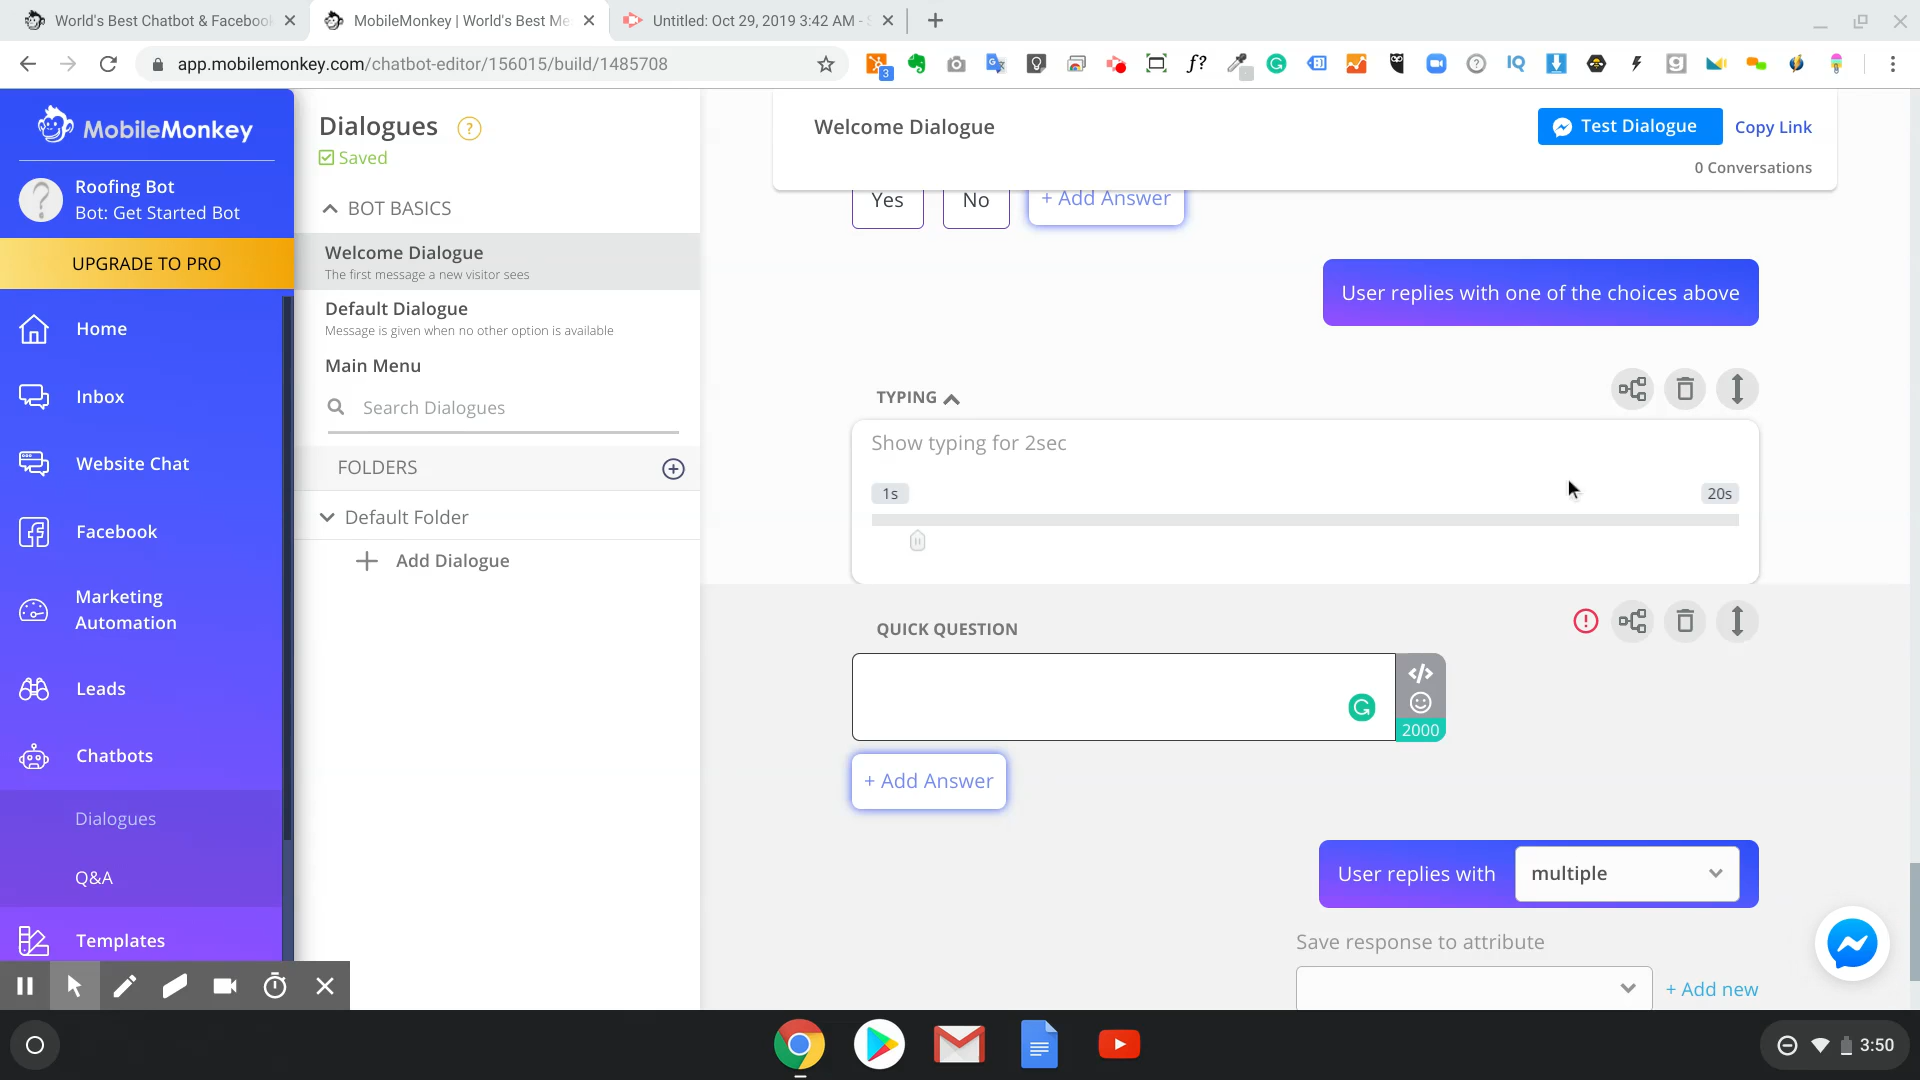 World's Best Chatbot & Faceboo
MobileMonkey | World's Best Me
Untitled: Oct 29, 2019 3:42 AM - S
app.mobilemonkey.com/chatbot-editor/156015/build/1485708
3
f?
IQ
MobileMonkey
Roofing Bot
Bot: Get Started Bot
UPGRADE TO PRO
Home
Inbox
Website Chat
Facebook
Marketing
Automation
Leads
Chatbots
Dialogues
Q&A
Templates
Dialogues
?
Saved
BOT BASICS
Welcome Dialogue
The first message a new visitor sees
Default Dialogue
Message is given when no other option is available
Main Menu
Search Dialogues
FOLDERS
Default Folder
Add Dialogue
Welcome Dialogue
Test Dialogue
Copy Link
0 Conversations
Yes
No
+ Add Answer
User replies with one of the choices above
TYPING
Show typing for 2sec
1s
20s
QUICK QUESTION
</>
2000
+ Add Answer
User replies with
multiple
Save response to attribute
+ Add new
3:50